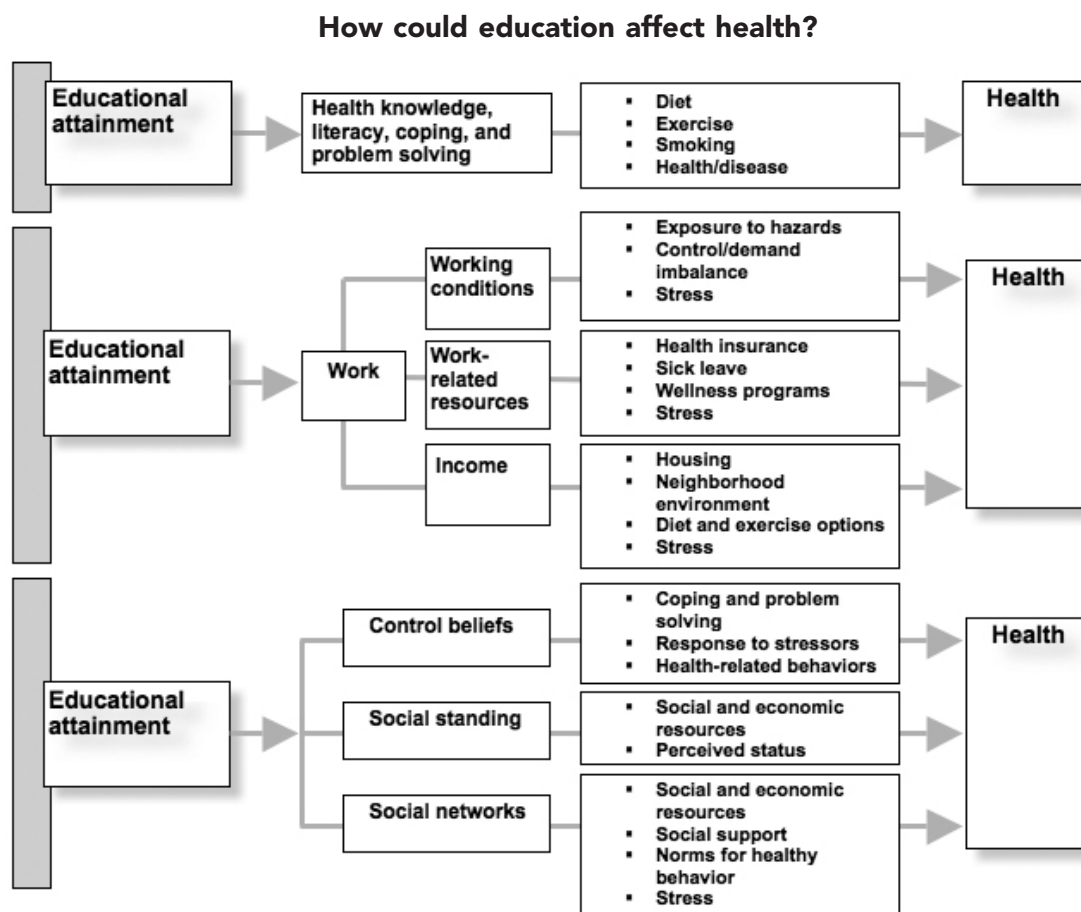 How could education affect health?
Educational
attainment
Health knowledge,
literacy, coping, and
problem solving
▪ Diet
▪ Exercise
▪ Smoking
▪ Health/disease
Health
Educational
attainment
Work
Working
conditions
▪ Exposure to hazards
▪ Control/demand
imbalance
▪ Stress
Work-
related
resources
▪ Health insurance
▪ Sick leave
▪ Wellness programs
▪ Stress
Income
▪ Housing
▪ Neighborhood
environment
▪ Diet and exercise options
▪ Stress
Health
Educational
attainment
Control beliefs
▪ Coping and problem
solving
▪ Response to stressors
▪ Health-related behaviors
Social standing
▪ Social and economic
resources
▪ Perceived status
Social networks
▪ Social and economic
resources
▪ Social support
▪ Norms for healthy
behavior
▪ Stress
Health